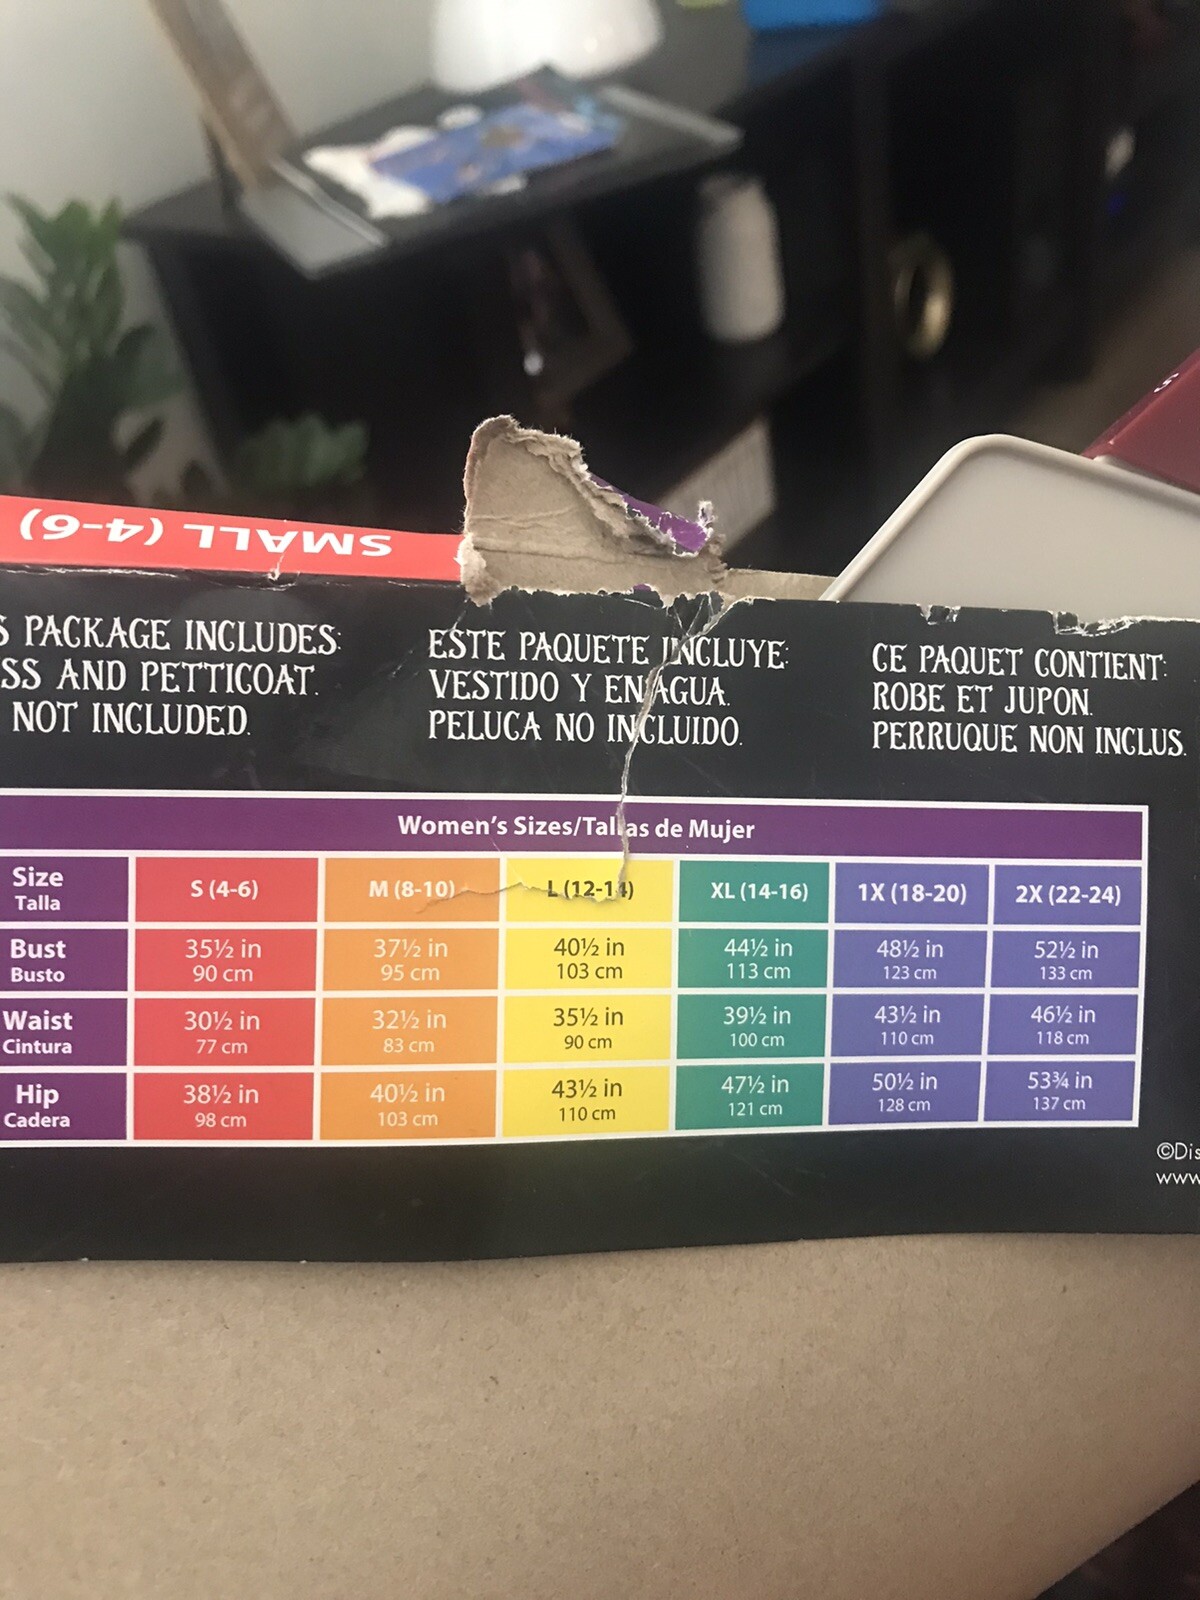 SMALL (4-6)
PACKAGE INCLUDES:
AND PETTICOAT.
NOT INCLUDED.
ESTE PAQUETE INCLUYE:
VESTIDO Y ENAGUA.
PELUCA NO INCLUIDO.
CE PAQUET CONTIENT:
ROBE ET JUPON.
PERRUQUE NON INCLUS.
Women's Sizes/Tallas de Mujer
Size S (4-6) M (8-10) L (12-14) XL (14-16) 1X (18-20) 2X (22-24)
Talla
Bust 35½ in 37½ in 40½ in 44½ in 48½ in 52½ in
Busto 90 cm 95 cm 103 cm 113 cm 123 cm 133 cm
Waist 30½ in 32½ in 35½ in 39½ in 43½ in 46½ in
Cintura 77 cm 83 cm 90 cm 100 cm 110 cm 118 cm
Hip 38½ in 40½ in 43½ in 47½ in 50½ in 53¾ in
Cadera 98 cm 103 cm 110 cm 121 cm 128 cm 137 cm
©Dis
www